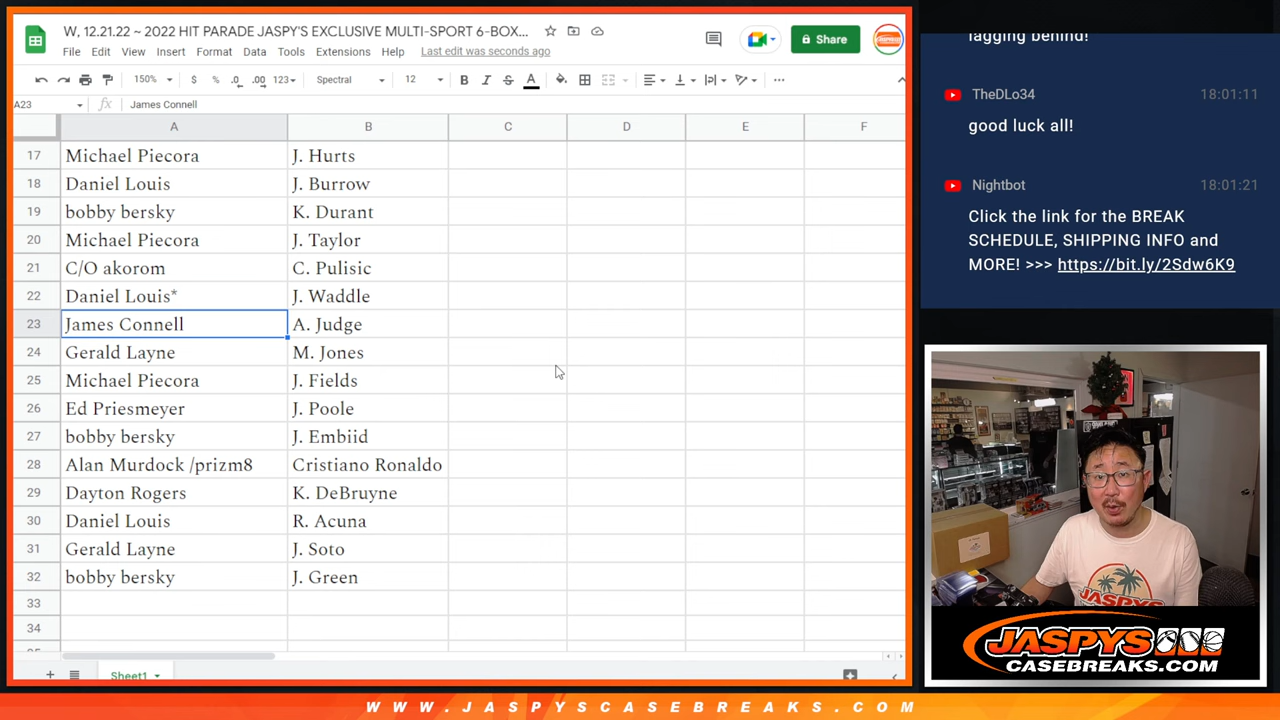 W, 12.21.22 ~ 2022 HIT PARADE JASPY'S EXCLUSIVE MULTI-SPORT 6-BOX...
File Edit View Insert Format Data Tools Extensions Help Last edit was seconds ago
Share
150% $ % .0 .00 123 Spectral 12 B I S A
A23 fx James Connell
A B C D E F
17 Michael Piecora J. Hurts
18 Daniel Louis J. Burrow
19 bobby bersky K. Durant
20 Michael Piecora J. Taylor
21 C/O akorom C. Pulisic
22 Daniel Louis* J. Waddle
23 James Connell A. Judge
24 Gerald Layne M. Jones
25 Michael Piecora J. Fields
26 Ed Priesmeyer J. Poole
27 bobby bersky J. Embiid
28 Alan Murdock /prizm8 Cristiano Ronaldo
29 Dayton Rogers K. DeBruyne
30 Daniel Louis R. Acuna
31 Gerald Layne J. Soto
32 bobby bersky J. Green
33
34
Sheet1
lagging behind!
TheDLo34 18:01:11
good luck all!
Nightbot 18:01:21
Click the link for the BREAK
SCHEDULE, SHIPPING INFO and
MORE! >>> https://bit.ly/2Sdw6K9
JASPYS
CASEBREAKS.COM
WWW.JASPYSCASEBREAKS.COM